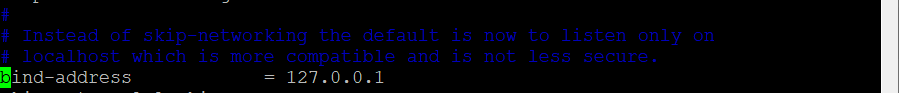 #
# Instead of skip-networking the default is now to listen only on
# localhost which is more compatible and is not less secure.
bind-address = 127.0.0.1